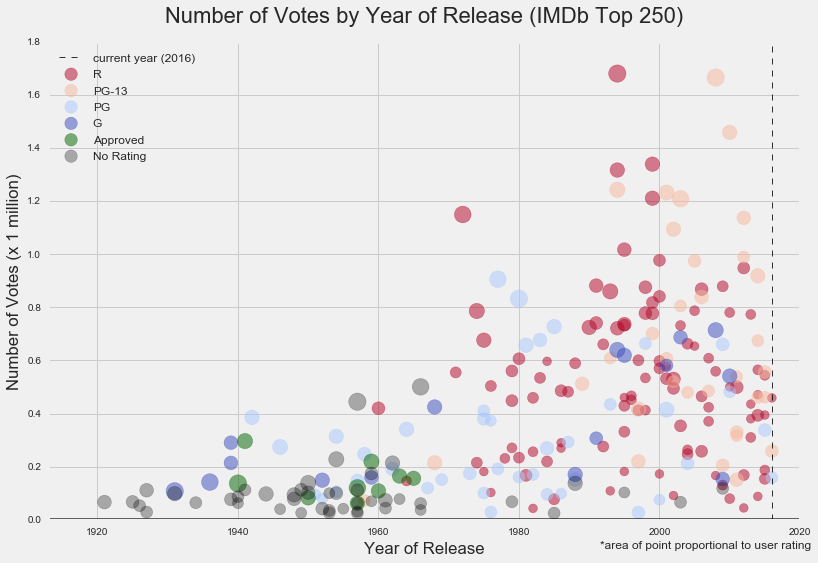 Number of Votes by Year of Release (IMDb Top 250)
1.8
current year (2016)
R
1.6
PG-13
PG
G
1.4
Approved
No Rating
1.2
1.0
0.8
0.6
0.4
0.2
0.0
Number of Votes (x 1 million)
1920
1940
1960
1980
2000
2020
Year of Release
*area of point proportional to user rating